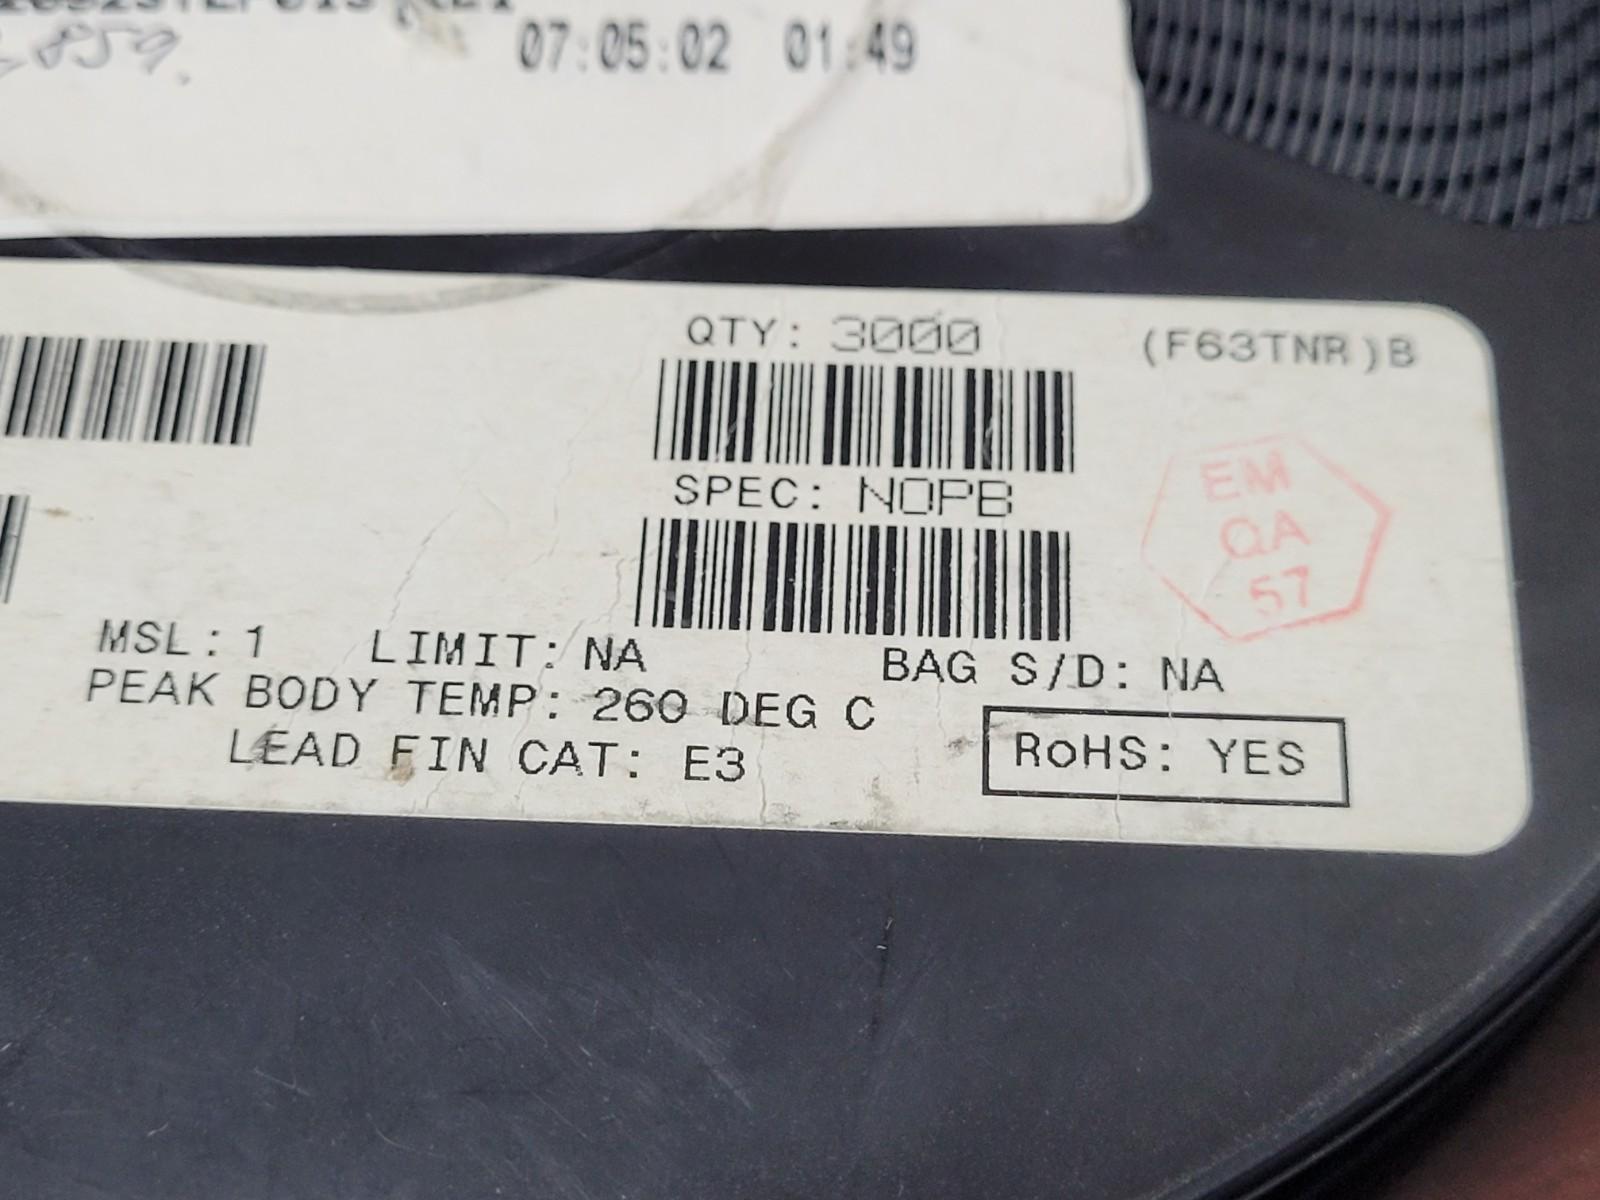 859.
07:05:02 01:49
QTY: 3000
(F63TNR)B
SPEC: NOPB
EM
QA
57
MSL: 1 LIMIT: NA BAG S/D: NA
PEAK BODY TEMP: 260 DEG C
LEAD FIN CAT: E3
RoHS: YES